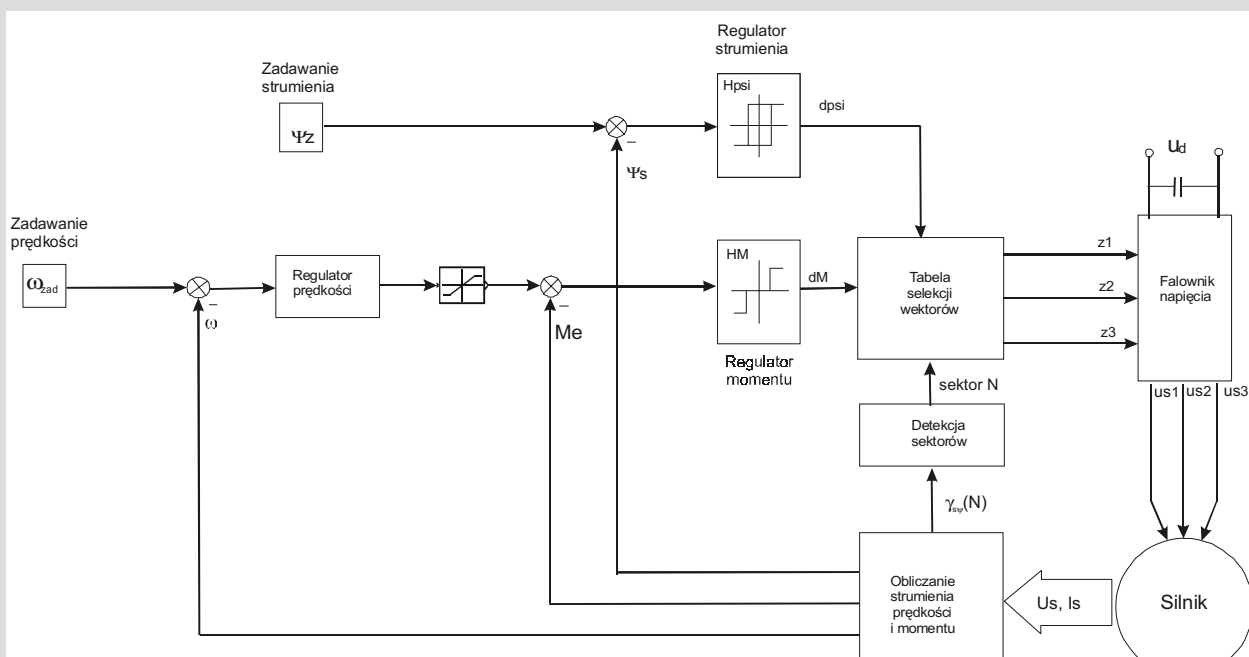 Regulator
strumienia
Zadawanie
strumienia
Hpsi
dpsi
Ψz
Ψs
ud
Zadawanie
prędkości
ωzad
ω
Regulator
prędkości
Me
HM
dM
Regulator
momentu
Tabela
selekcji
wektorów
z1
z2
z3
Falownik
napięcia
sektor N
us1 us2 us3
Detekcja
sektorów
γsψ(N)
Obliczanie
strumienia
prędkości
i momentu
Us, Is
Silnik